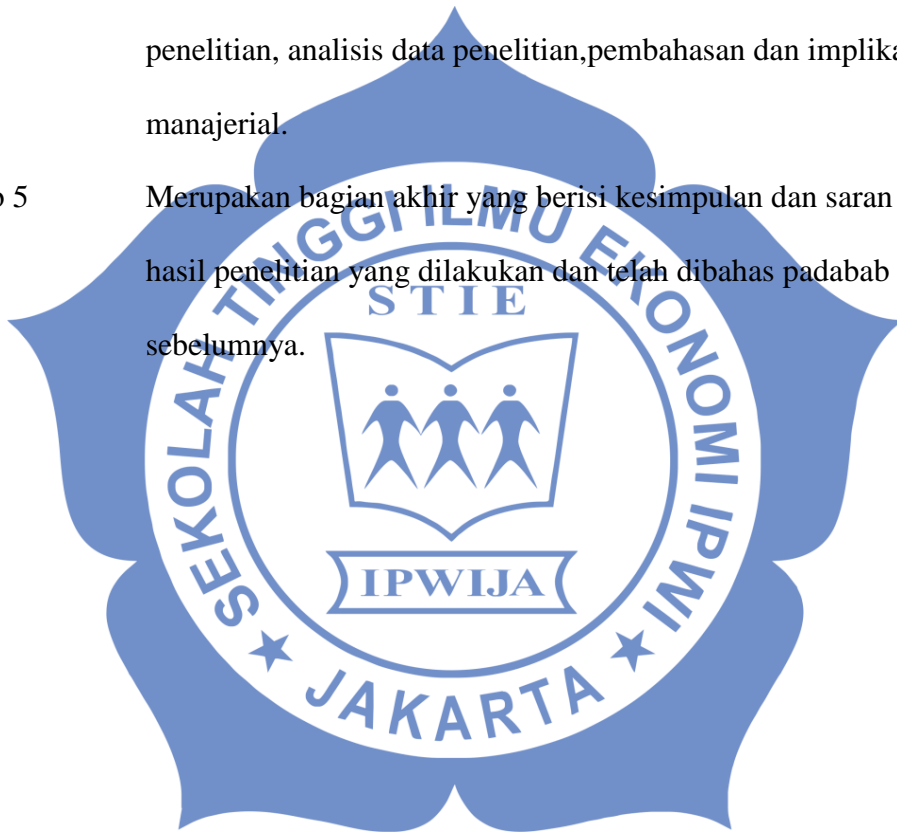 penelitian, analisis data penelitian,pembahasan dan implika
manajerial.
5 Merupakan bagian akhir yang berisi kesimpulan dan saran
hasil penelitian yang dilakukan dan telah dibahas padabab
sebelumnya.
SEKOLAH TINGGI ILMU EKONOMI IPWI
STIE
IPWIJA
★ JAKARTA ★